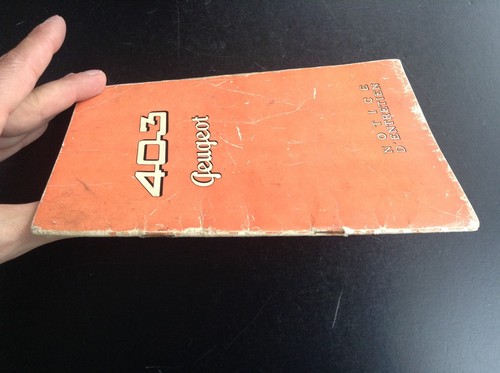 403
Peugeot
NOTICE
D'ENTRETIEN